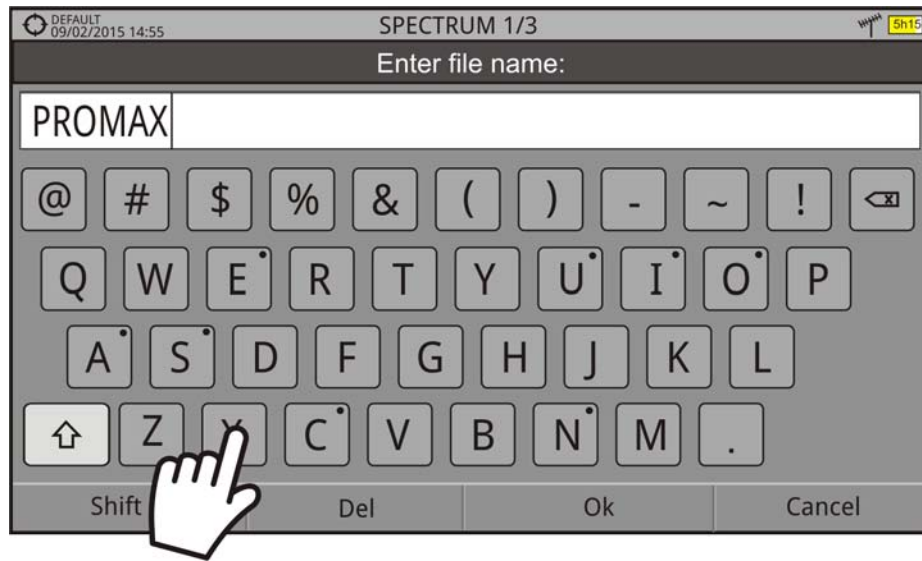 DEFAULT
09/02/2015 14:55
SPECTRUM 1/3
5h15
Enter file name:
PROMAX
@ # $ % & ( ) - ~ !
Q W E R T Y U I O P
A S D F G H J K L
Z X C V B N M .
Shift Del Ok Cancel